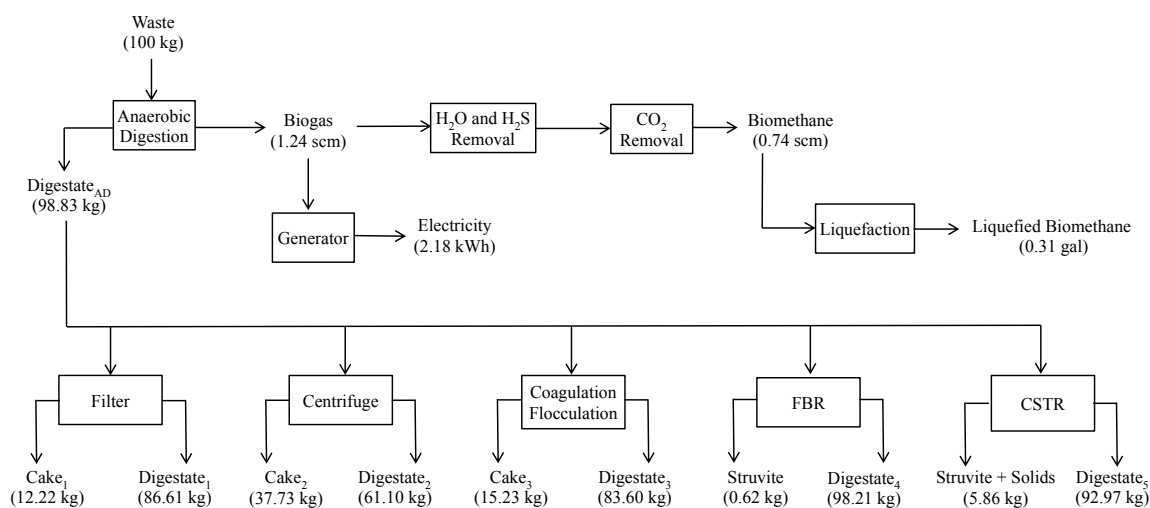 Waste
(100 kg)
Anaerobic
Digestion
Biogas
(1.24 scm)
H₂O and H₂S
Removal
CO₂
Removal
Biomethane
(0.74 scm)
Digestate_AD
(98.83 kg)
Generator
Electricity
(2.18 kWh)
Liquefaction
Liquefied Biomethane
(0.31 gal)
Filter
Centrifuge
Coagulation
Flocculation
FBR
CSTR
Cake₁
(12.22 kg)
Digestate₁
(86.61 kg)
Cake₂
(37.73 kg)
Digestate₂
(61.10 kg)
Cake₃
(15.23 kg)
Digestate₃
(83.60 kg)
Struvite
(0.62 kg)
Digestate₄
(98.21 kg)
Struvite + Solids
(5.86 kg)
Digestate₅
(92.97 kg)